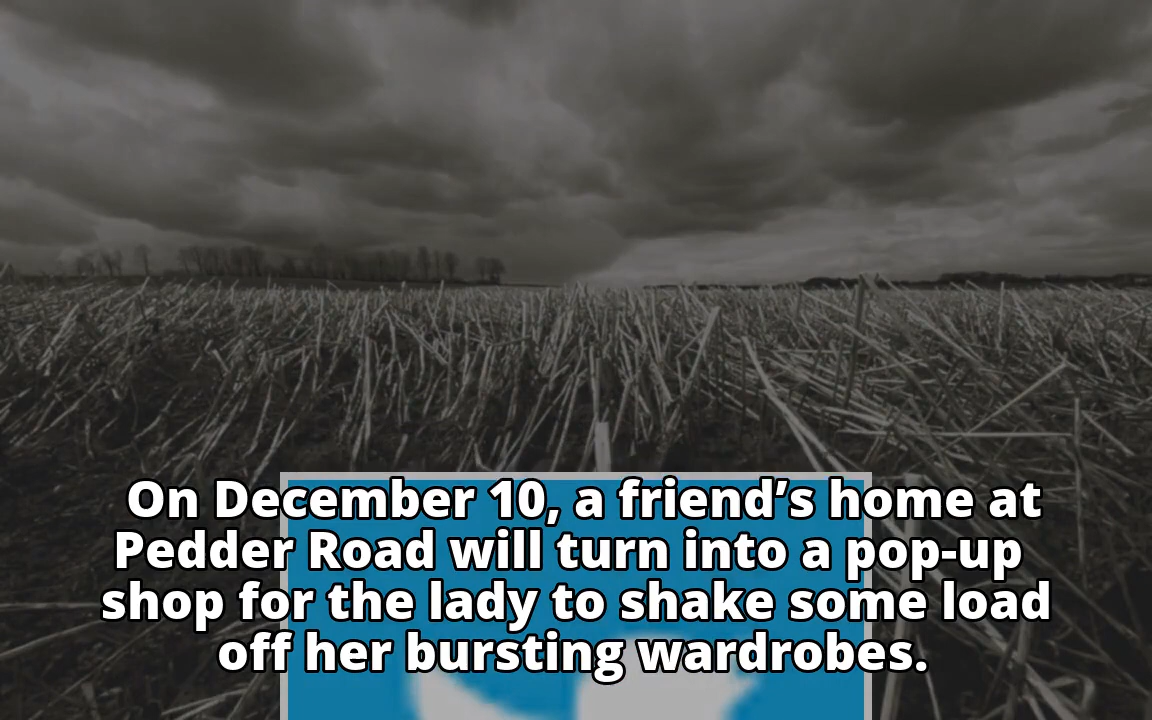 On December 10, a friend’s home at
Pedder Road will turn into a pop-up
shop for the lady to shake some load
off her bursting wardrobes.